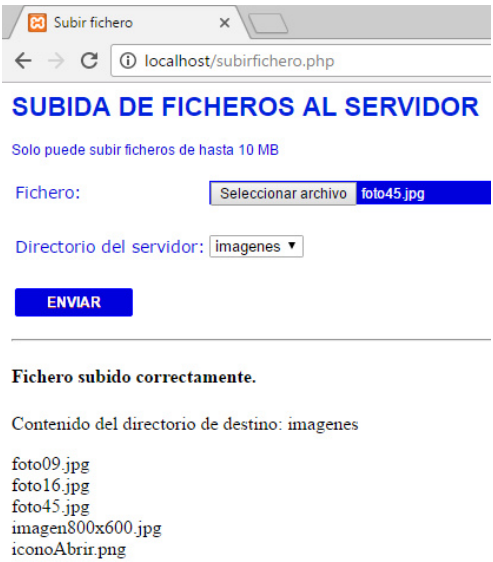 Subir fichero
localhost/subirfichero.php
SUBIDA DE FICHEROS AL SERVIDOR
Solo puede subir ficheros de hasta 10 MB
Fichero: Seleccionar archivo foto45.jpg
Directorio del servidor: imagenes
ENVIAR
Fichero subido correctamente.
Contenido del directorio de destino: imagenes
foto09.jpg
foto16.jpg
foto45.jpg
imagen800x600.jpg
iconoAbrir.png